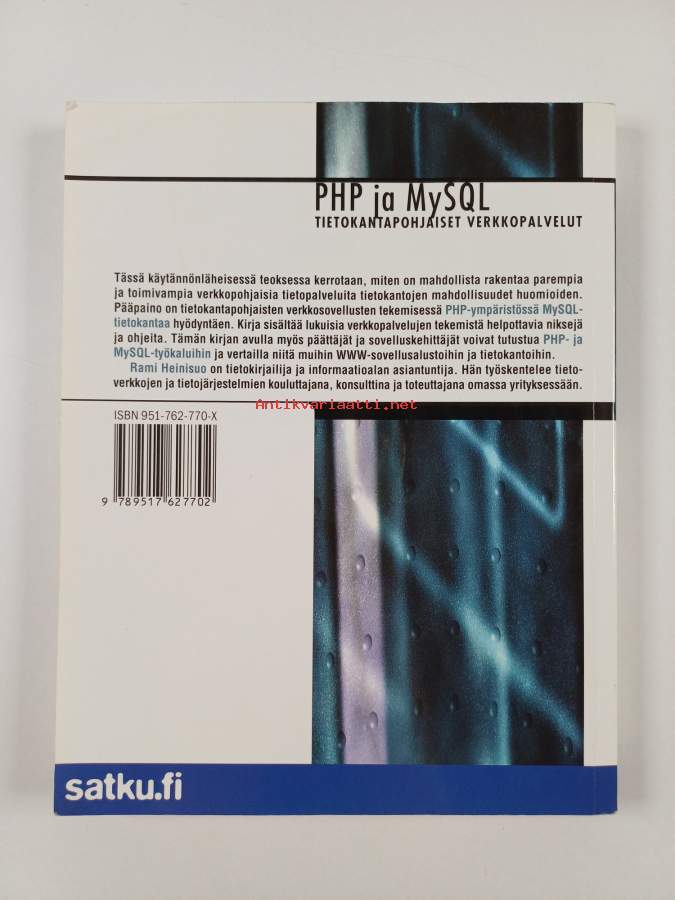 PHP ja MySQL
TIETOKANTAPOHJAISET VERKKOPALVELUT
Tässä käytännönläheisessä teoksessa kerrotaan, miten on mahdollista rakentaa parempia
ja toimivampia verkkopohjaisia tietopalveluita tietokantojen mahdollisuudet huomioiden.
Pääpaino on tietokantapohjaisten verkkosovellusten tekemisessä PHP-ympäristössä MySQL-
tietokantaa hyödyntäen. Kirja sisältää lukuisia verkkopalvelujen tekemistä helpottavia niksejä
ja ohjeita. Tämän kirjan avulla myös päättäjät ja sovelluskehittäjät voivat tutustua PHP- ja
MySQL-työkaluihin ja vertailla niitä muihin WWW-sovellusalustoihin ja tietokantoihin.
Rami Heinisuo on tietokirjailija ja informaatioalan asiantuntija. Hän työskentelee tieto-
verkkojen ja tietojärjestelmien kouluttajana, konsulttina ja toteuttajana omassa yrityksessään.
Antikvariaatti.net
ISBN 951-762-770-X
9 789517 627702
satku.fi